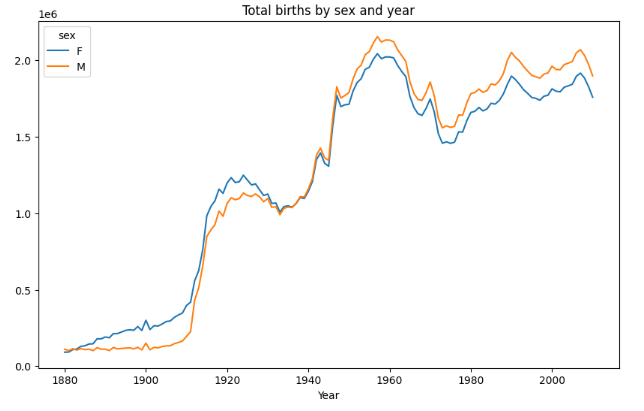 Total births by sex and year
1e6
sex
F
M
2.0
1.5
1.0
0.5
0.0
1880 1900 1920 1940 1960 1980 2000
Year